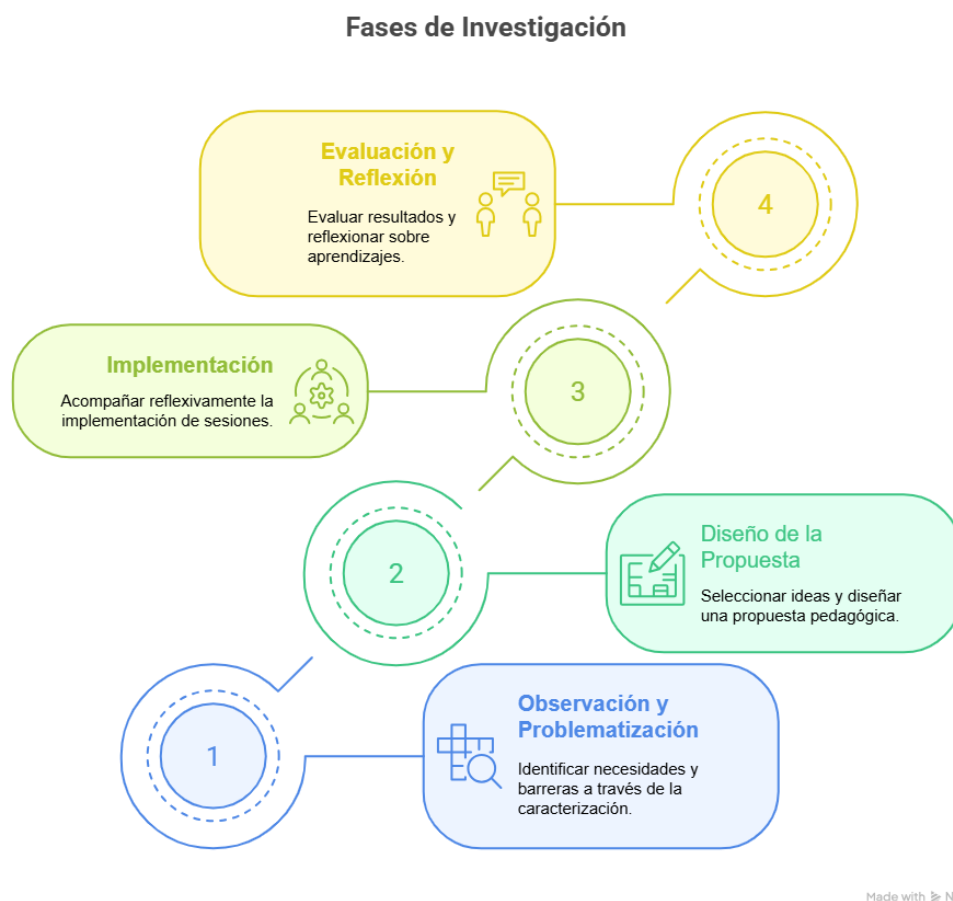 Fases de Investigación
Evaluación y
Reflexión
Evaluar resultados y
reflexionar sobre
aprendizajes.
4
Implementación
Acompañar reflexivamente la
implementación de sesiones.
3
2
Diseño de la
Propuesta
Seleccionar ideas y diseñar
una propuesta pedagógica.
1
Observación y
Problematización
Identificar necesidades y
barreras a través de la
caracterización.
Made with N